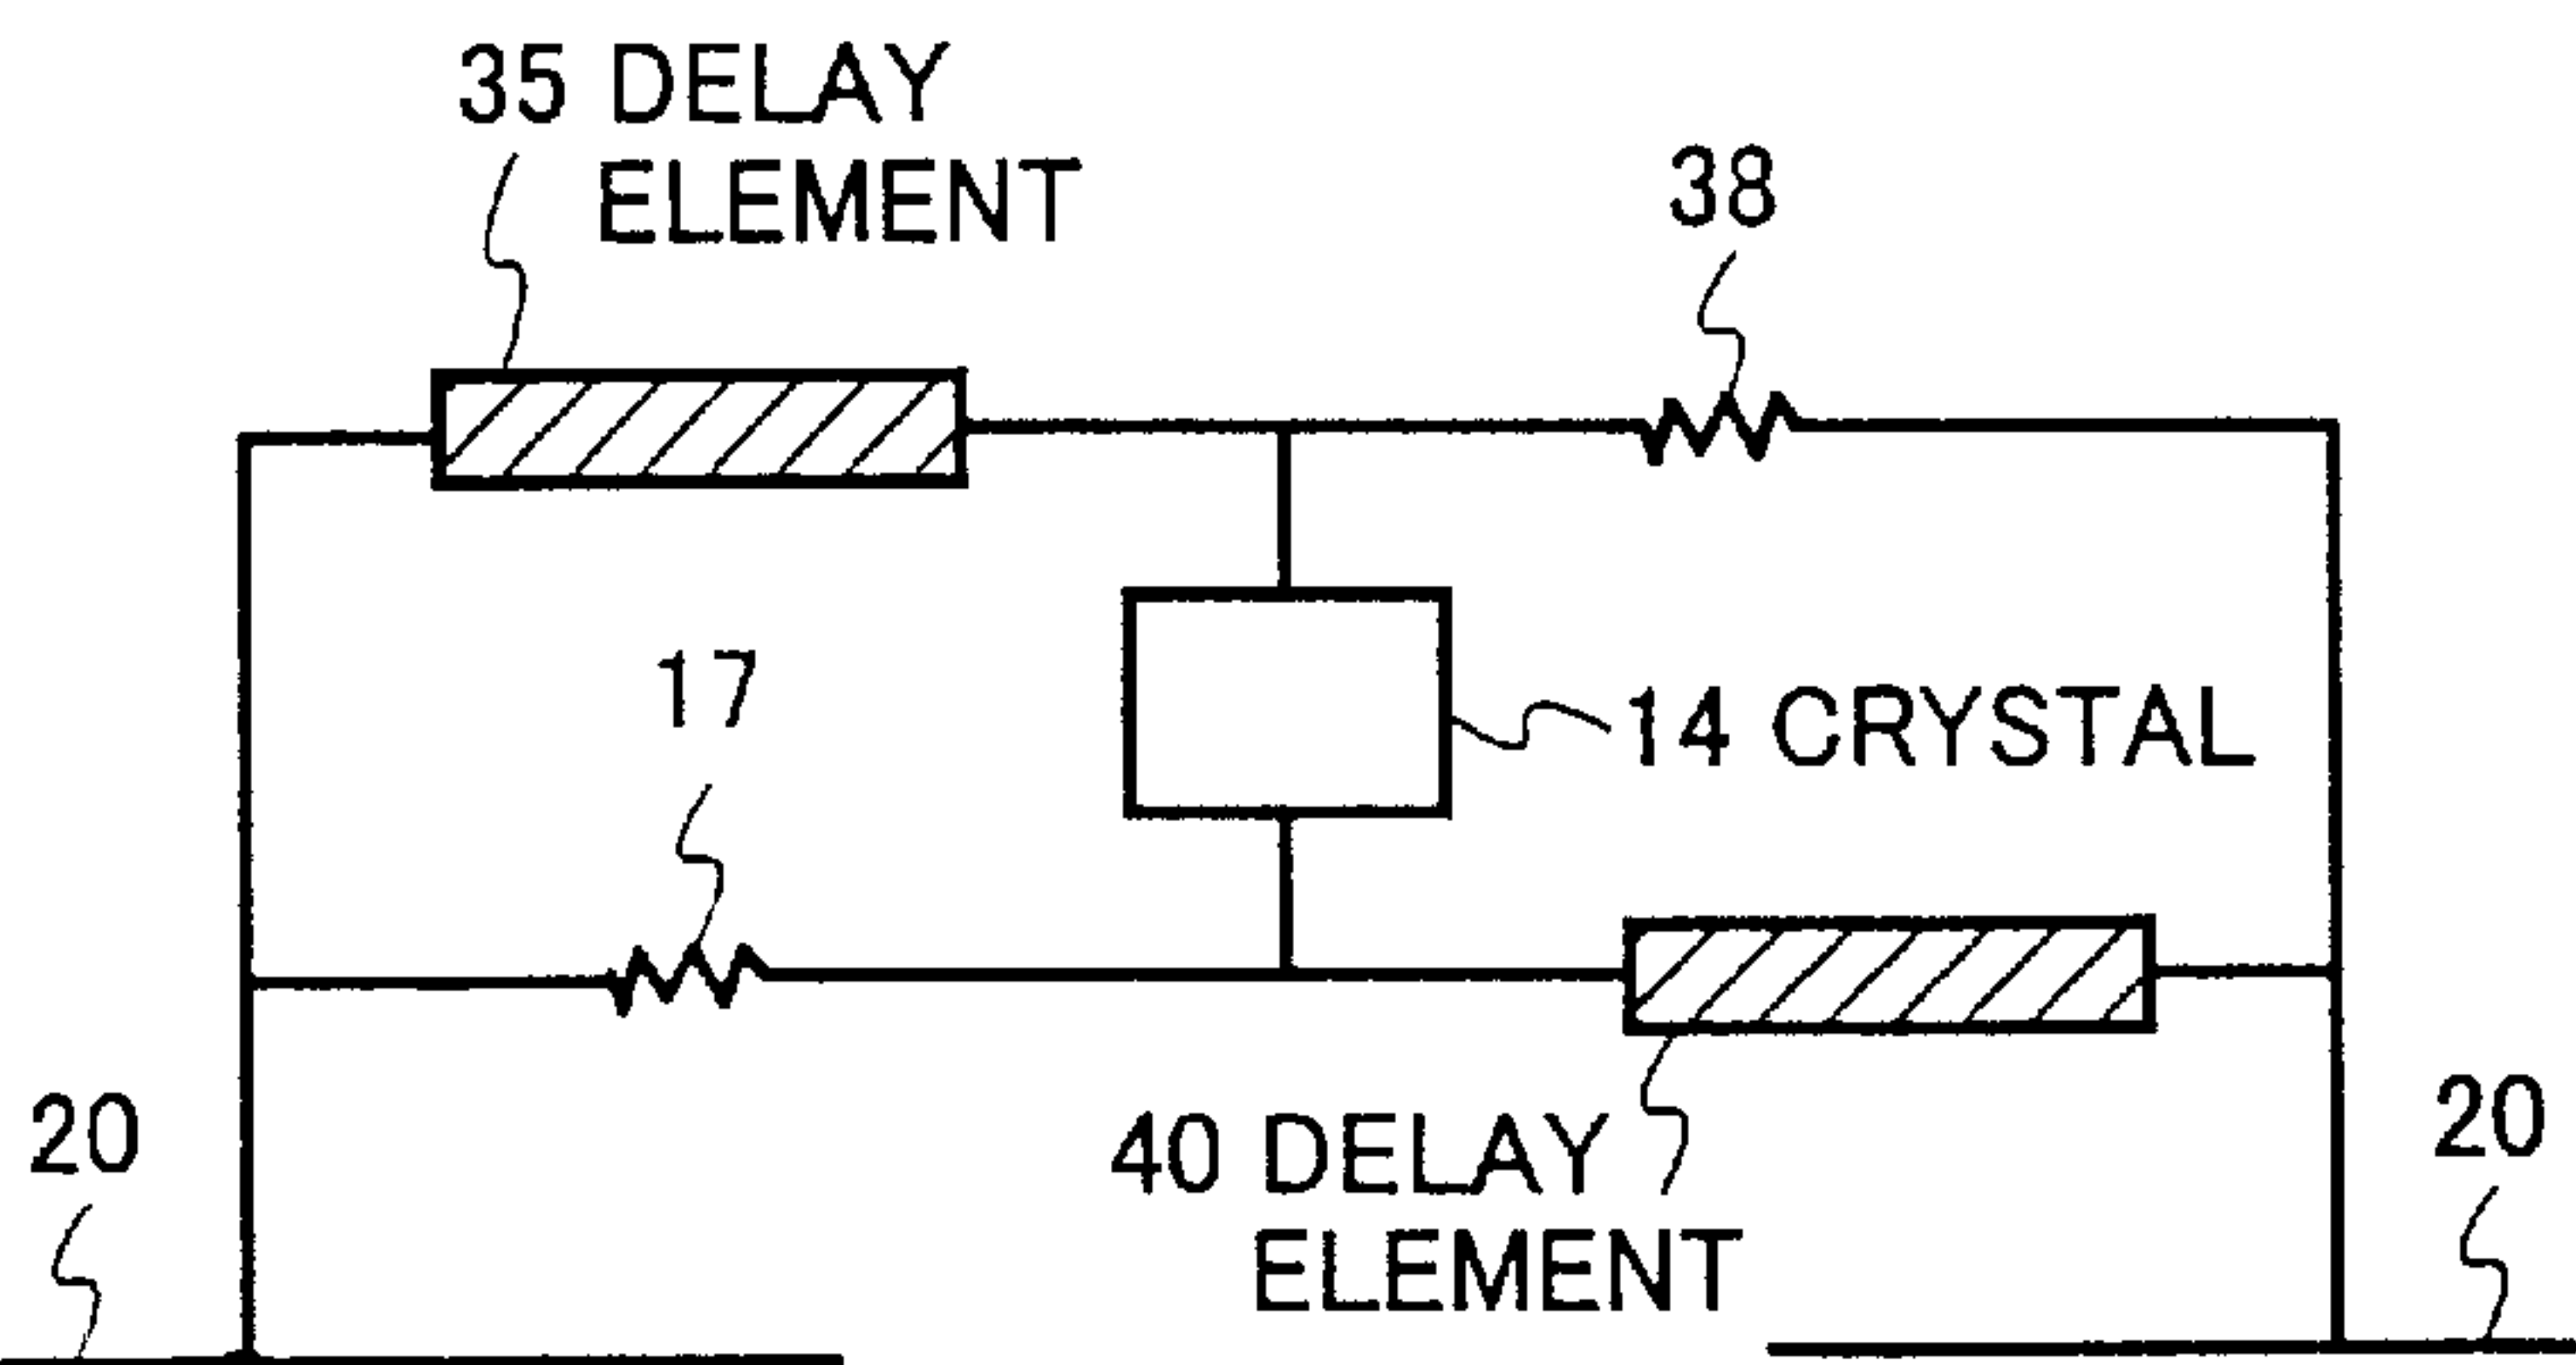 35 DELAY
ELEMENT
38
17
14 CRYSTAL
20
40 DELAY
ELEMENT
20